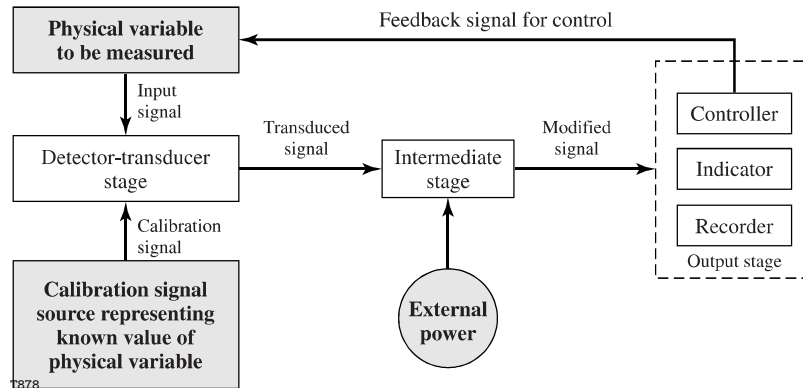 Physical variable
to be measured
Feedback signal for control
Input
signal
Detector-transducer
stage
Transduced
signal
Intermediate
stage
Modified
signal
Controller
Indicator
Recorder
Output stage
Calibration
signal
Calibration signal
source representing
known value of
physical variable
External
power
T878